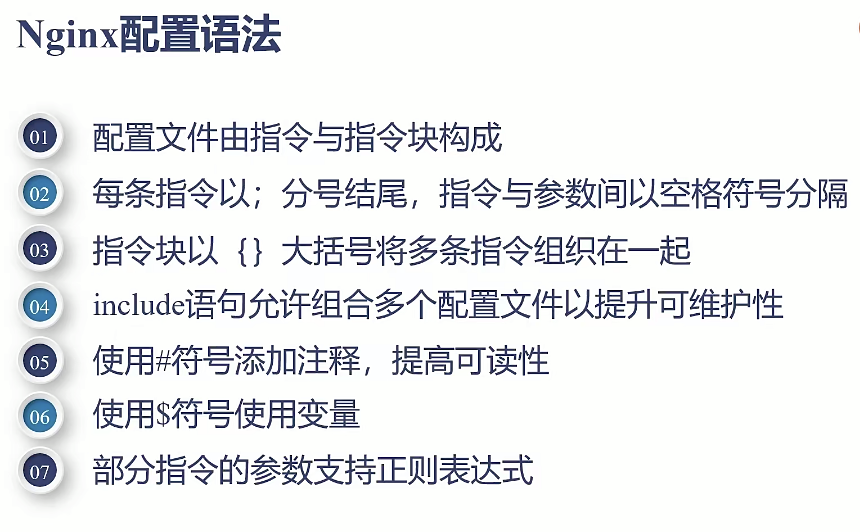 Nginx配置语法
01 配置文件由指令与指令块构成
02 每条指令以；分号结尾，指令与参数间以空格符号分隔
03 指令块以｛｝大括号将多条指令组织在一起
04 include语句允许组合多个配置文件以提升可维护性
05 使用#符号添加注释，提高可读性
06 使用$符号使用变量
07 部分指令的参数支持正则表达式